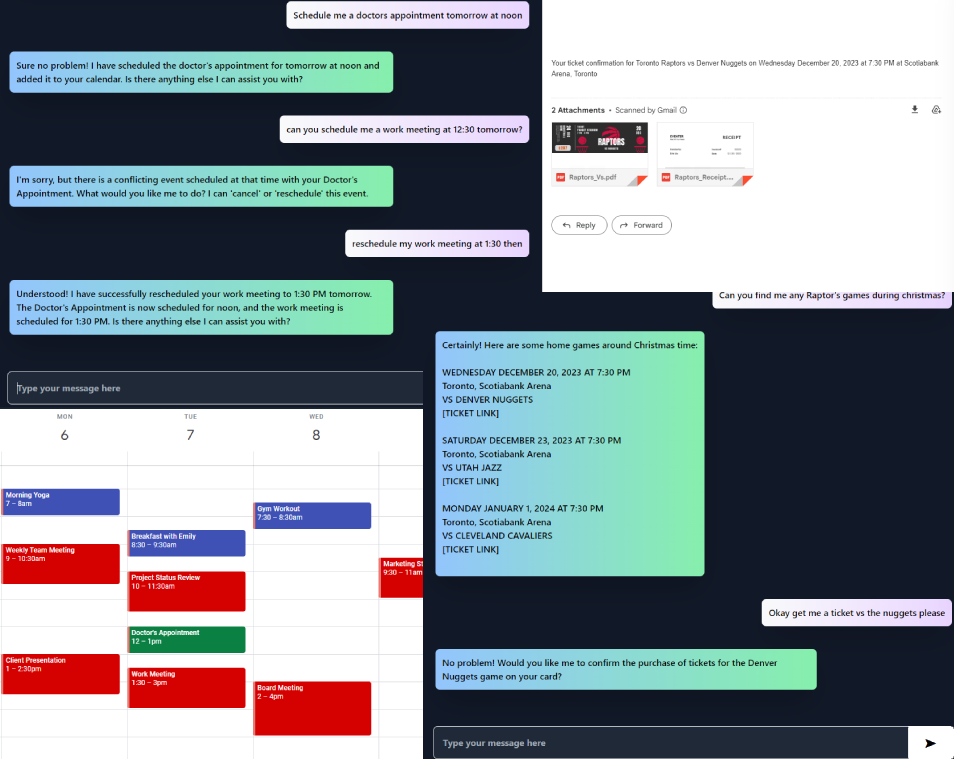 Schedule me a doctors appointment tomorrow at noon
Sure no problem! I have scheduled the doctor's appointment for tomorrow at noon and
added it to your calendar. Is there anything else I can assist you with?
can you schedule me a work meeting at 12:30 tomorrow?
I'm sorry, but there is a conflicting event scheduled at that time with your Doctor's
Appointment. What would you like me to do? I can 'cancel' or 'reschedule' this event.
reschedule my work meeting at 1:30 then
Understood! I have successfully rescheduled your work meeting to 1:30 PM tomorrow.
The Doctor's Appointment is now scheduled for noon, and the work meeting is
scheduled for 1:30 PM. Is there anything else I can assist you with?
Type your message here
MON
6
TUE
7
WED
8
Morning Yoga
7 – 8am
Weekly Team Meeting
9 – 10:30am
Client Presentation
1 – 2:30pm
Breakfast with Emily
8:30 – 9:30am
Project Status Review
10 – 11:30am
Doctor's Appointment
12 – 1pm
Work Meeting
1:30 – 3pm
Gym Workout
7:30 – 8:30am
Board Meeting
2 – 4pm
Marketing St
9:30 – 11am
Your ticket confirmation for Toronto Raptors vs Denver Nuggets on Wednesday December 20, 2023 at 7:30 PM at Scotiabank
Arena, Toronto
2 Attachments • Scanned by Gmail
RAPTORS
RECEIPT
PDF Raptors_Vs.pdf
PDF Raptors_Receipt....
Reply
Forward
Can you find me any Raptor's games during christmas?
Certainly! Here are some home games around Christmas time:
WEDNESDAY DECEMBER 20, 2023 AT 7:30 PM
Toronto, Scotiabank Arena
VS DENVER NUGGETS
[TICKET LINK]
SATURDAY DECEMBER 23, 2023 AT 7:30 PM
Toronto, Scotiabank Arena
VS UTAH JAZZ
[TICKET LINK]
MONDAY JANUARY 1, 2024 AT 7:30 PM
Toronto, Scotiabank Arena
VS CLEVELAND CAVALIERS
[TICKET LINK]
Okay get me a ticket vs the nuggets please
No problem! Would you like me to confirm the purchase of tickets for the Denver
Nuggets game on your card?
Type your message here